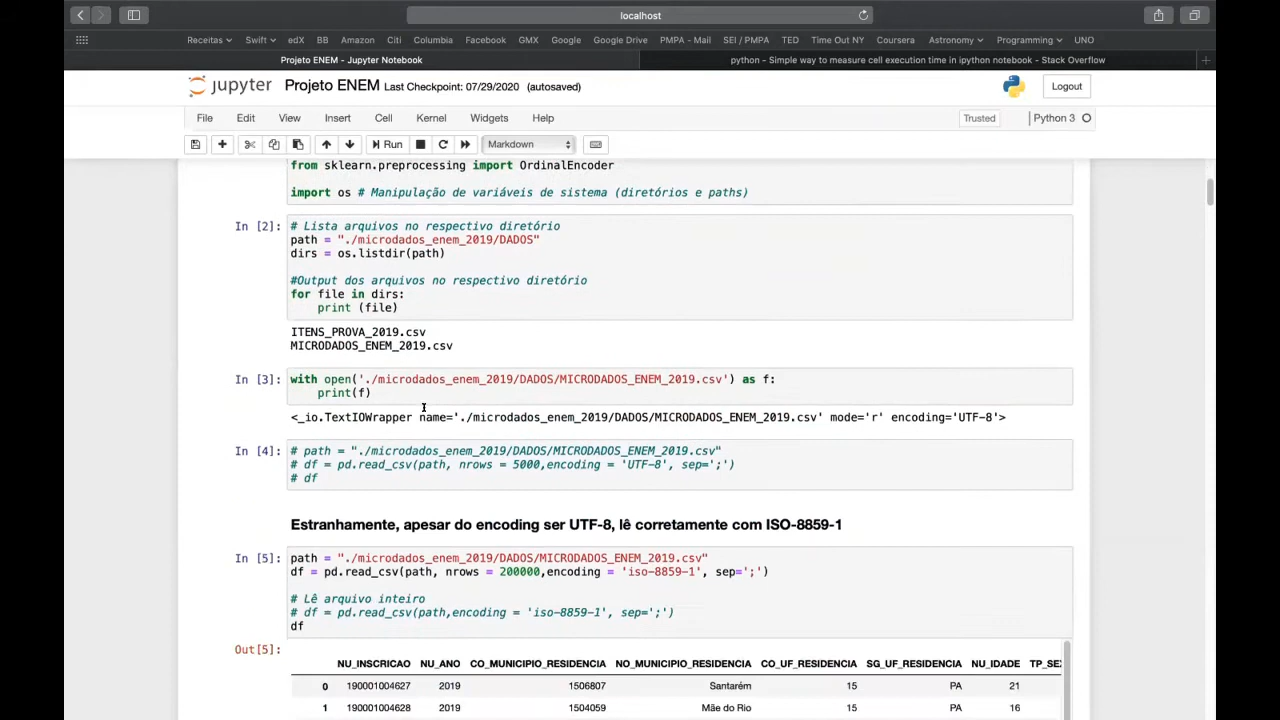 localhost
Receitas Swift edX BB Amazon Citi Columbia Facebook GMX Google Google Drive PMPA - Mail SEI / PMPA TED Time Out NY Coursera Astronomy Programming UNO
Projeto ENEM - Jupyter Notebook
python - Simple way to measure cell execution time in ipython notebook - Stack Overflow
jupyter Projeto ENEM Last Checkpoint: 07/29/2020 (autosaved)
Logout
File Edit View Insert Cell Kernel Widgets Help
Trusted
Python 3
Run
Markdown
from sklearn.preprocessing import OrdinalEncoder
import os # Manipulação de variáveis de sistema (diretórios e paths)
In [2]: # Lista arquivos no respectivo diretório
path = "./microdados_enem_2019/DADOS"
dirs = os.listdir(path)
#Output dos arquivos no respectivo diretório
for file in dirs:
print (file)
ITENS_PROVA_2019.csv
MICRODADOS_ENEM_2019.csv
In [3]: with open('./microdados_enem_2019/DADOS/MICRODADOS_ENEM_2019.csv') as f:
print(f)
<_io.TextIOWrapper name='./microdados_enem_2019/DADOS/MICRODADOS_ENEM_2019.csv' mode='r' encoding='UTF-8'>
In [4]: # path = "./microdados_enem_2019/DADOS/MICRODADOS_ENEM_2019.csv"
# df = pd.read_csv(path, nrows = 5000,encoding = 'UTF-8', sep=';')
# df
Estranhamente, apesar do encoding ser UTF-8, lê corretamente com ISO-8859-1
In [5]: path = "./microdados_enem_2019/DADOS/MICRODADOS_ENEM_2019.csv"
df = pd.read_csv(path, nrows = 200000,encoding = 'iso-8859-1', sep=';')
# Lê arquivo inteiro
# df = pd.read_csv(path,encoding = 'iso-8859-1', sep=';')
df
Out[5]:
NU_INSCRICAO NU_ANO CO_MUNICIPIO_RESIDENCIA NO_MUNICIPIO_RESIDENCIA CO_UF_RESIDENCIA SG_UF_RESIDENCIA NU_IDADE TP_SE
0 190001004627 2019 1506807 Santarém 15 PA 21
1 190001004628 2019 1504059 Mãe do Rio 15 PA 16